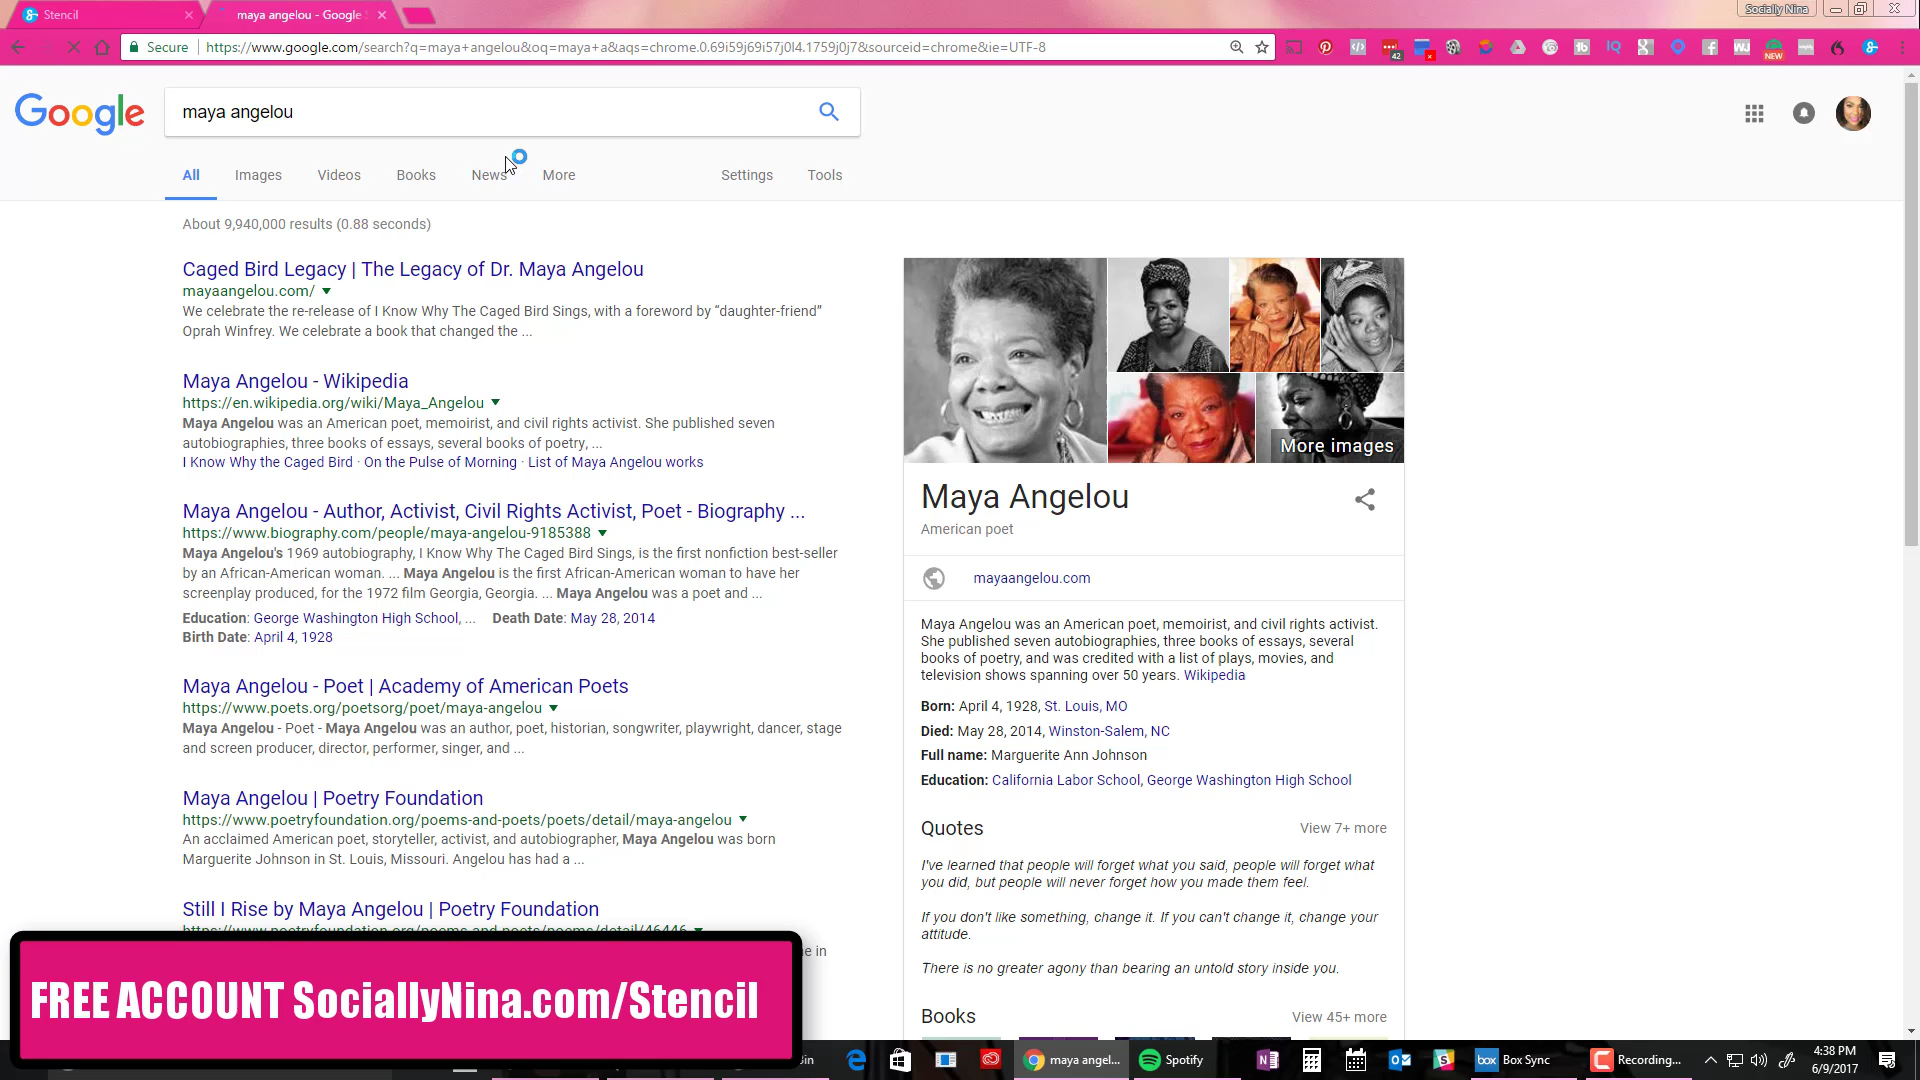 Stencil
maya angelou - Google
Socially Nina
Secure
https://www.google.com/search?q=maya+angelou&oq=maya+a&aqs=chrome.0.69i59j69i57j0l4.1759j0j7&sourceid=chrome&ie=UTF-8
42
NEW
Google
maya angelou
All Images Videos Books News More Settings Tools
About 9,940,000 results (0.88 seconds)
Caged Bird Legacy | The Legacy of Dr. Maya Angelou
mayaangelou.com/
We celebrate the re-release of I Know Why The Caged Bird Sings, with a foreword by “daughter-friend”
Oprah Winfrey. We celebrate a book that changed the ...
Maya Angelou - Wikipedia
https://en.wikipedia.org/wiki/Maya_Angelou
Maya Angelou was an American poet, memoirist, and civil rights activist. She published seven
autobiographies, three books of essays, several books of poetry, ...
I Know Why the Caged Bird · On the Pulse of Morning · List of Maya Angelou works
Maya Angelou - Author, Activist, Civil Rights Activist, Poet - Biography ...
https://www.biography.com/people/maya-angelou-9185388
Maya Angelou's 1969 autobiography, I Know Why The Caged Bird Sings, is the first nonfiction best-seller
by an African-American woman. ... Maya Angelou is the first African-American woman to have her
screenplay produced, for the 1972 film Georgia, Georgia. ... Maya Angelou was a poet and ...
Education: George Washington High School, ... Death Date: May 28, 2014
Birth Date: April 4, 1928
Maya Angelou - Poet | Academy of American Poets
https://www.poets.org/poetsorg/poet/maya-angelou
Maya Angelou - Poet - Maya Angelou was an author, poet, historian, songwriter, playwright, dancer, stage
and screen producer, director, performer, singer, and ...
Maya Angelou | Poetry Foundation
https://www.poetryfoundation.org/poems-and-poets/poets/detail/maya-angelou
An acclaimed American poet, storyteller, activist, and autobiographer, Maya Angelou was born
Marguerite Johnson in St. Louis, Missouri. Angelou has had a ...
Still I Rise by Maya Angelou | Poetry Foundation
https://www.poetryfoundation.org/poems-and-poets/poems/detail/46446
in
More images
Maya Angelou
American poet
mayaangelou.com
Maya Angelou was an American poet, memoirist, and civil rights activist.
She published seven autobiographies, three books of essays, several
books of poetry, and was credited with a list of plays, movies, and
television shows spanning over 50 years. Wikipedia
Born: April 4, 1928, St. Louis, MO
Died: May 28, 2014, Winston-Salem, NC
Full name: Marguerite Ann Johnson
Education: California Labor School, George Washington High School
Quotes View 7+ more
I've learned that people will forget what you said, people will forget what
you did, but people will never forget how you made them feel.
If you don't like something, change it. If you can't change it, change your
attitude.
There is no greater agony than bearing an untold story inside you.
Books View 45+ more
FREE ACCOUNT SociallyNina.com/Stencil
maya angel... Spotify box Box Sync Recording...
4:38 PM
6/9/2017